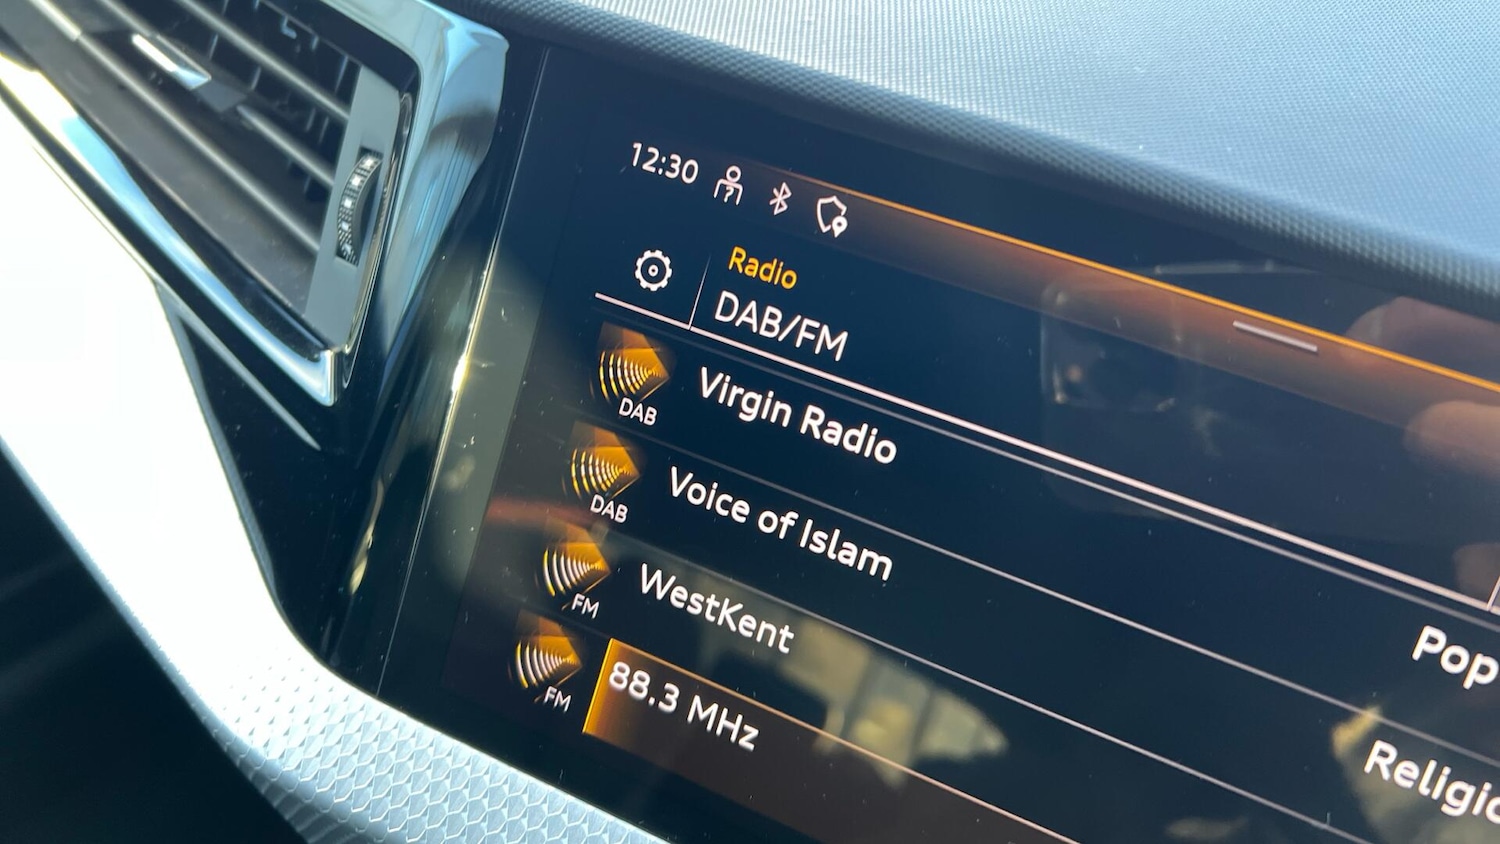 12:30
Radio
DAB/FM
DAB
Virgin Radio
DAB
Voice of Islam
FM
WestKent
Pop
FM
88.3 MHz
Religio